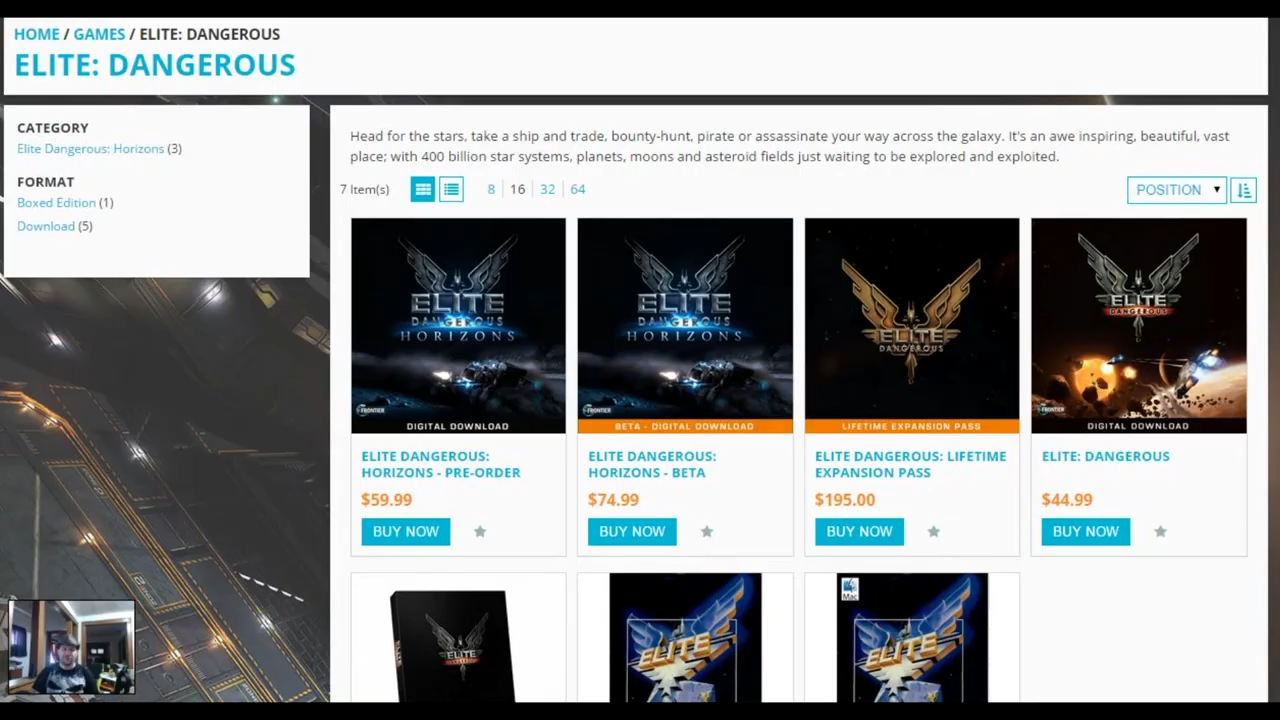 HOME / GAMES / ELITE: DANGEROUS
ELITE: DANGEROUS
CATEGORY
Elite Dangerous: Horizons (3)
FORMAT
Boxed Edition (1)
Download (5)
Head for the stars, take a ship and trade, bounty-hunt, pirate or assassinate your way across the galaxy. It's an awe inspiring, beautiful, vast
place; with 400 billion star systems, planets, moons and asteroid fields just waiting to be explored and exploited.
7 Item(s)
8 16 32 64
POSITION
ELITE
DANGEROUS
HORIZONS
FRONTIER
DIGITAL DOWNLOAD
ELITE DANGEROUS:
HORIZONS - PRE-ORDER
$59.99
BUY NOW
ELITE
DANGEROUS
HORIZONS
FRONTIER
BETA - DIGITAL DOWNLOAD
ELITE DANGEROUS:
HORIZONS - BETA
$74.99
BUY NOW
ELITE
DANGEROUS
LIFETIME EXPANSION PASS
ELITE DANGEROUS: LIFETIME
EXPANSION PASS
$195.00
BUY NOW
ELITE
DANGEROUS
FRONTIER
DIGITAL DOWNLOAD
ELITE: DANGEROUS
$44.99
BUY NOW
ELITE
ELITE
Mac
ELITE